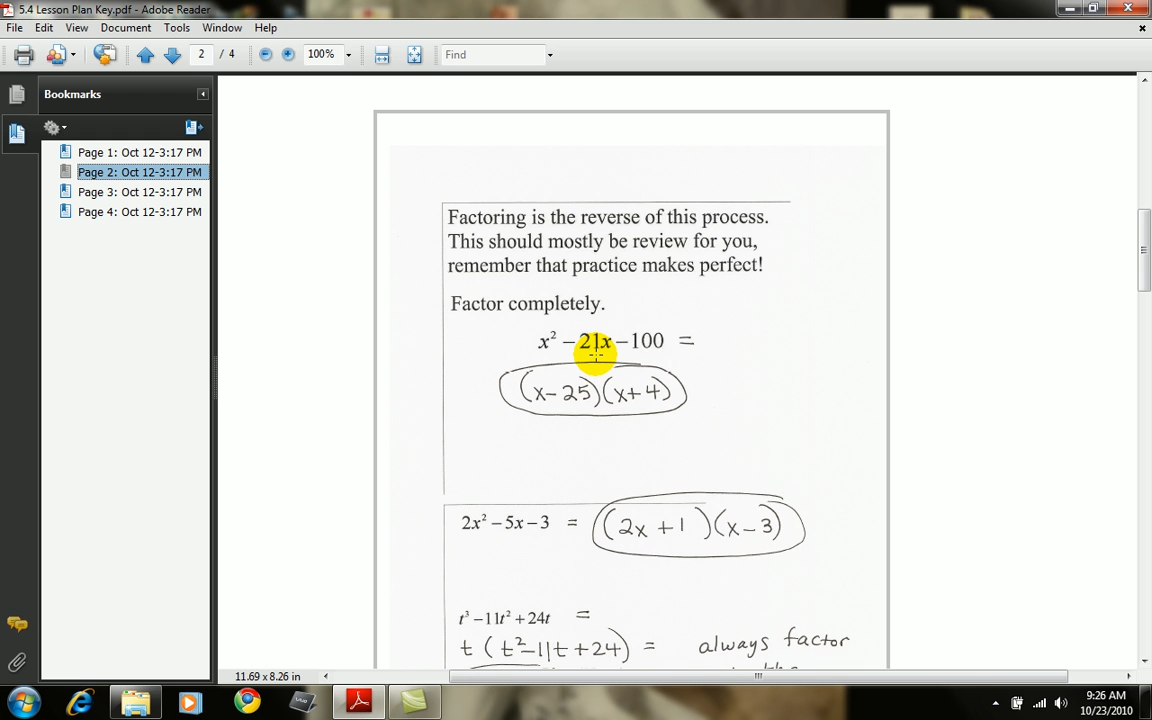 5.4 Lesson Plan Key.pdf - Adobe Reader
File Edit View Document Tools Window Help
2 / 4 100% Find
Bookmarks
Page 1: Oct 12-3:17 PM
Page 2: Oct 12-3:17 PM
Page 3: Oct 12-3:17 PM
Page 4: Oct 12-3:17 PM
Factoring is the reverse of this process.
This should mostly be review for you,
remember that practice makes perfect!
Factor completely.
x² − 21x − 100 =
(x − 25)(x + 4)
2x² − 5x − 3 = (2x + 1)(x − 3)
t³ − 11t² + 24t =
t (t² − 11t + 24) = always factor
11.69 x 8.26 in
9:26 AM
10/23/2010